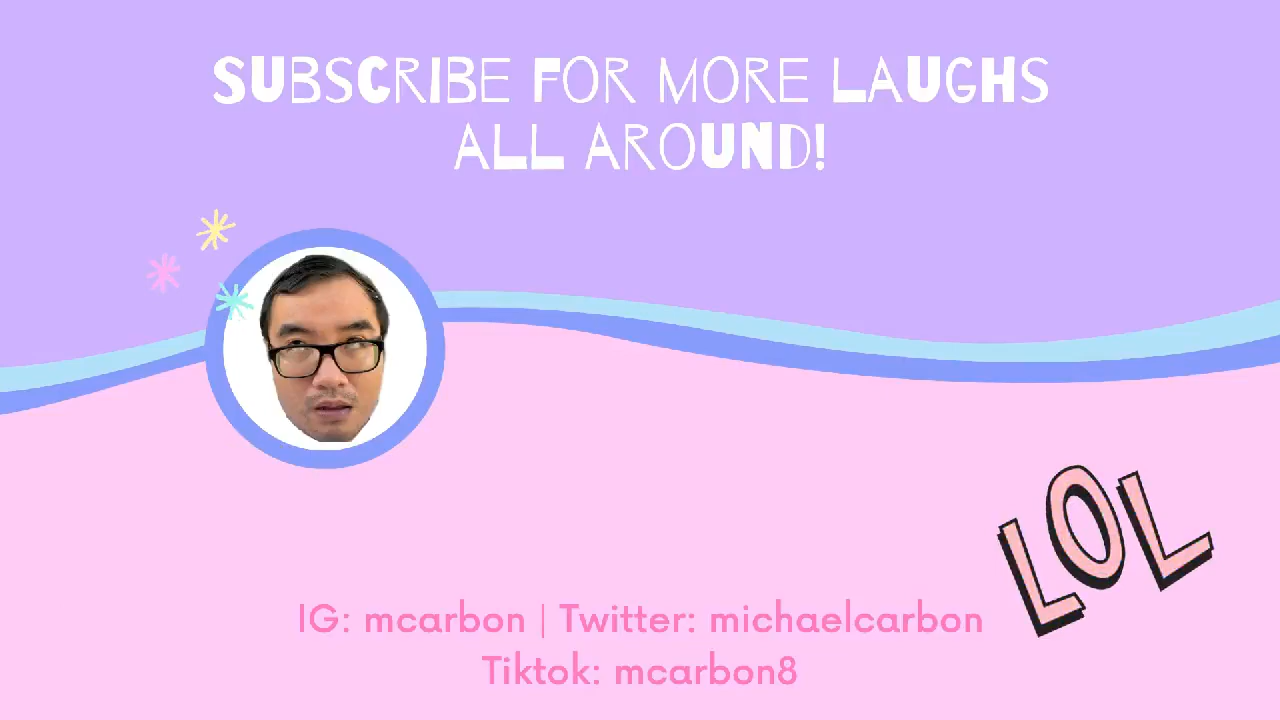 SUBSCRIBE FOR MORE LAUGHS
ALL AROUND!
LOL
IG: mcarbon | Twitter: michaelcarbon
Tiktok: mcarbon8